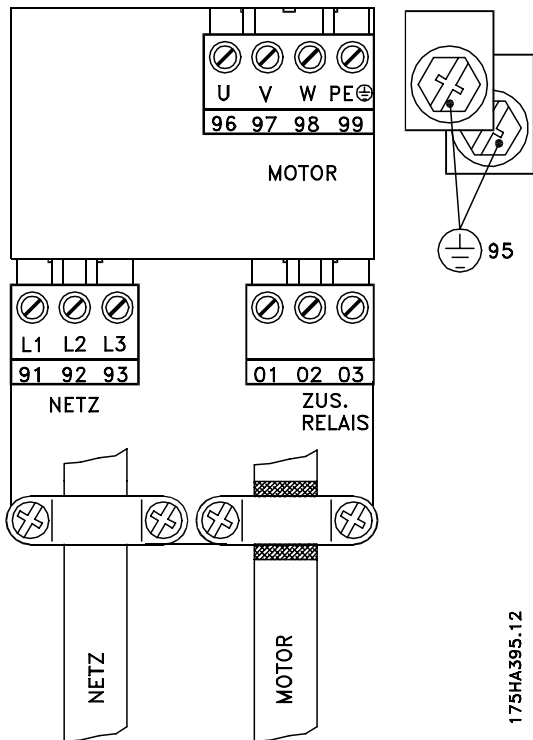 U V W PE
96 97 98 99
MOTOR
95
L1 L2 L3
91 92 93
NETZ
01 02 03
ZUS.
RELAIS
NETZ
MOTOR
175HA395.12